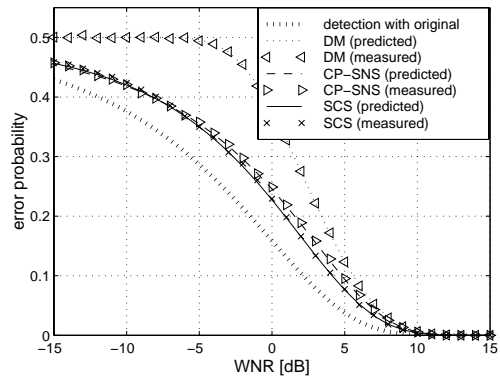 detection with original
DM (predicted)
DM (measured)
CP−SNS (predicted)
CP−SNS (measured)
SCS (predicted)
SCS (measured)
0.5
0.4
0.3
0.2
0.1
0
error probability
−15 −10 −5 0 5 10 15
WNR [dB]